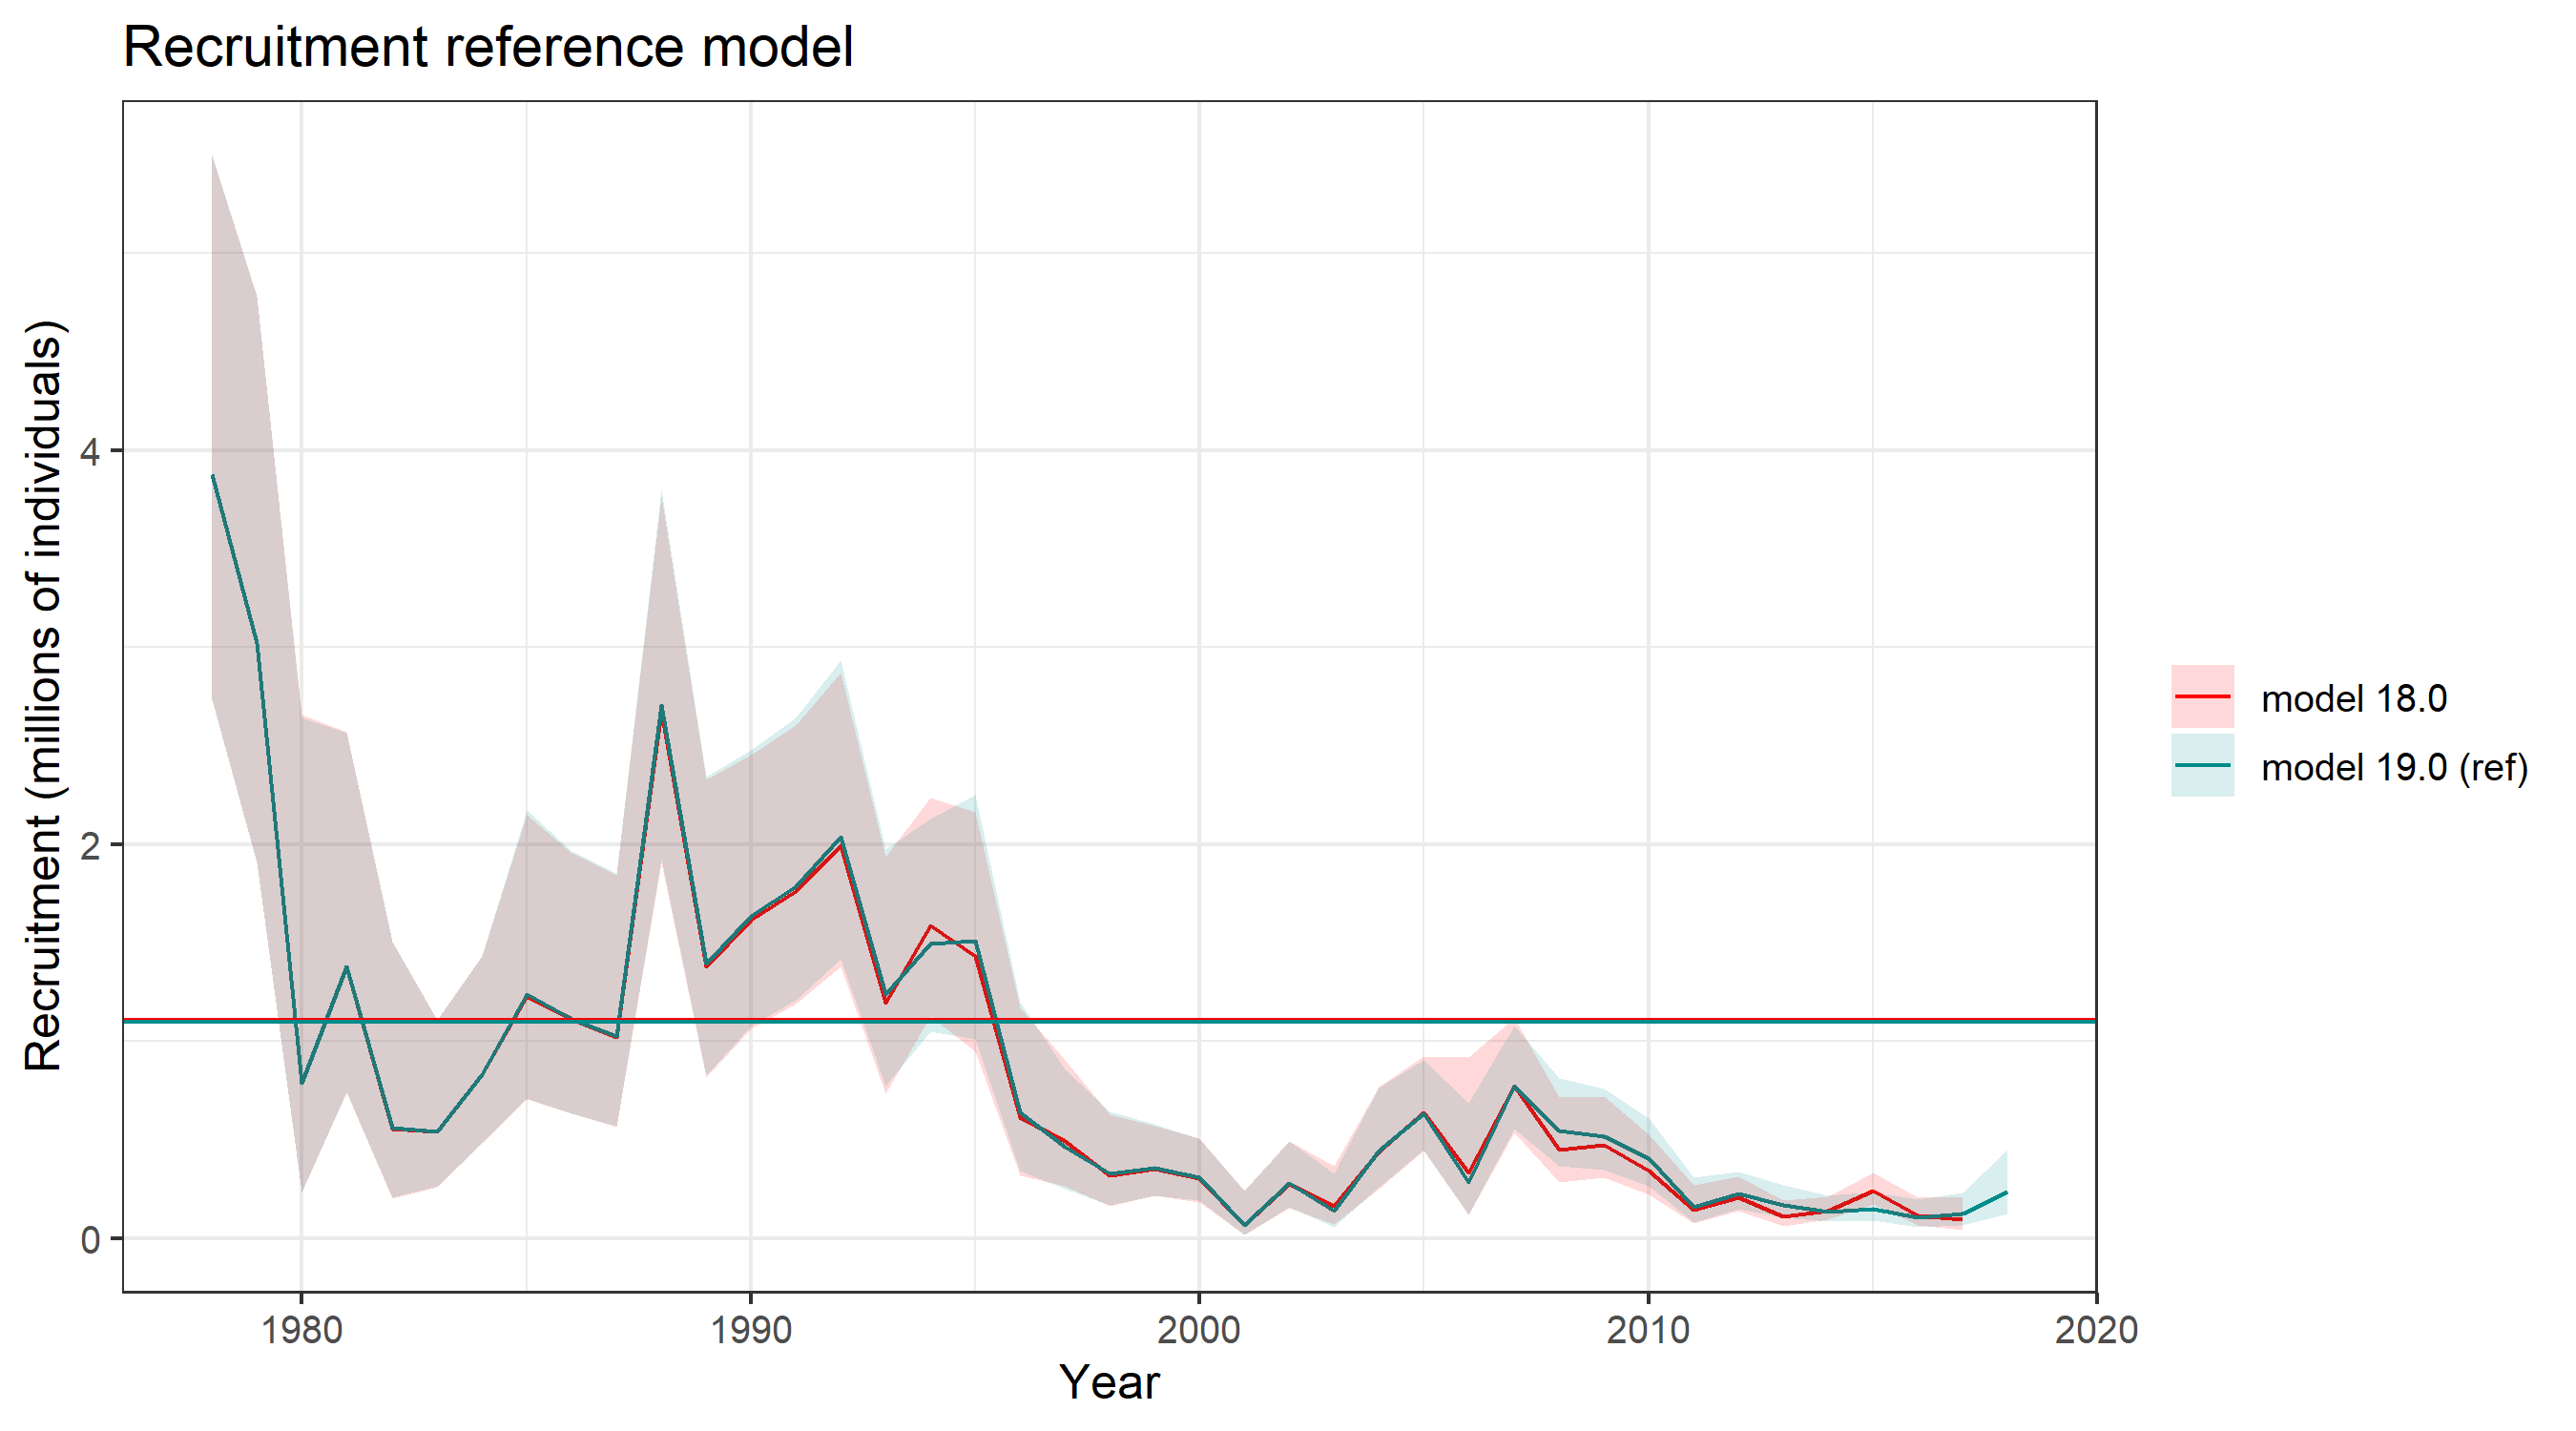 Recruitment reference model
Recruitment (millions of individuals)
4
2
0
1980
1990
2000
2010
2020
Year
model 18.0
model 19.0 (ref)